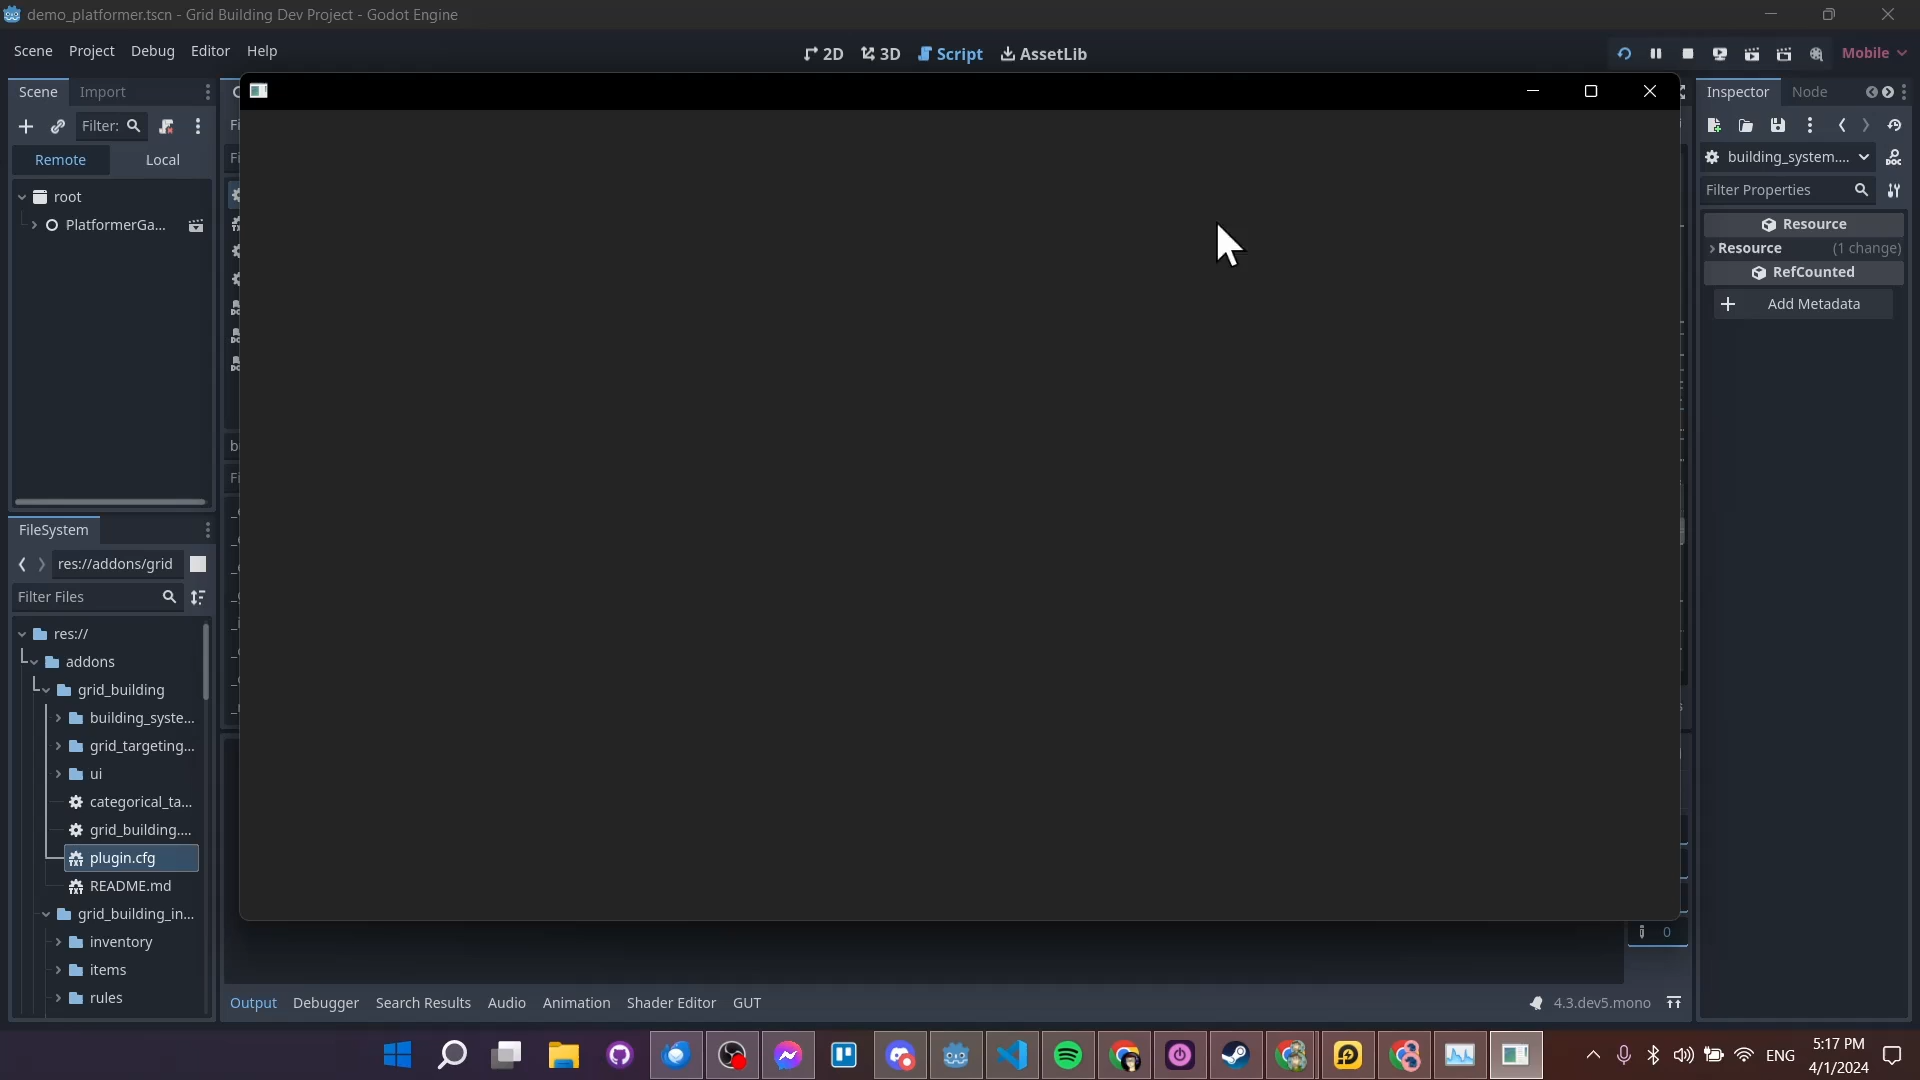 demo_platformer.tscn - Grid Building Dev Project - Godot Engine
Scene Project Debug Editor Help
2D 3D Script AssetLib
Mobile
Scene Import
Filter:
Remote Local
root
PlatformerGa...
FileSystem
res://addons/grid
Filter Files
res://
addons
grid_building
building_syste...
grid_targeting...
ui
categorical_ta...
grid_building....
plugin.cfg
README.md
grid_building_in...
inventory
items
rules
Inspector Node
building_system....
Filter Properties
Resource
Resource (1 change)
RefCounted
Add Metadata
0
Output Debugger Search Results Audio Animation Shader Editor GUT
4.3.dev5.mono
ENG
5:17 PM
4/1/2024